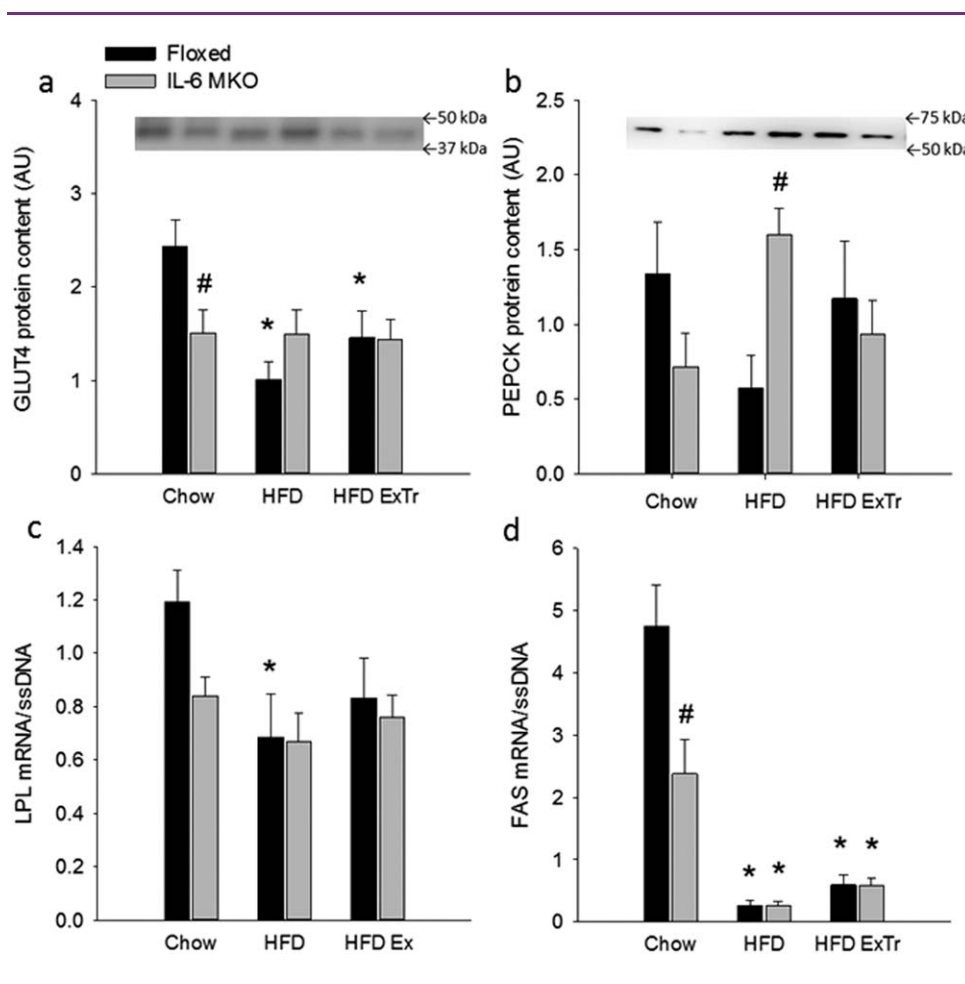 Floxed
IL-6 MKO
a
GLUT4 protein content (AU)
4
3
2
1
0
←50 kDa
←37 kDa
#
*
*
Chow HFD HFD ExTr
b
PEPCK protrein content (AU)
2.5
2.0
1.5
1.0
0.5
0.0
←75 kDa
←50 kDa
#
Chow HFD HFD ExTr
c
LPL mRNA/ssDNA
1.4
1.2
1.0
0.8
0.6
0.4
0.2
0.0
*
Chow HFD HFD Ex
d
FAS mRNA/ssDNA
6
5
4
3
2
1
0
#
* *
* *
Chow HFD HFD ExTr